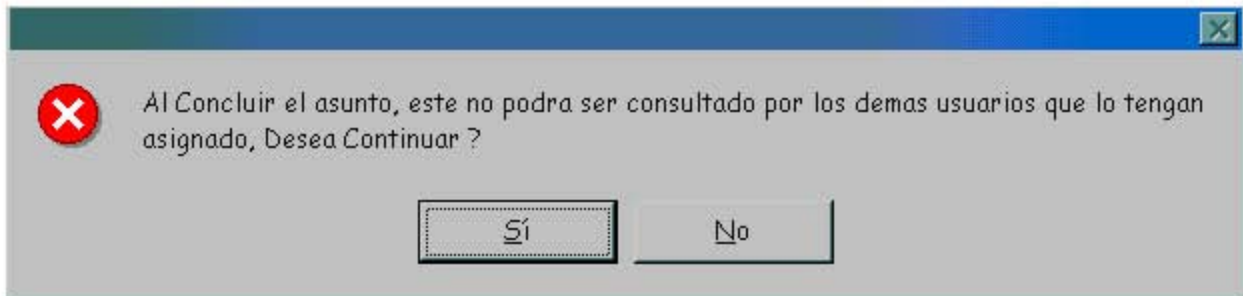 Al Concluir el asunto, este no podra ser consultado por los demas usuarios que lo tengan
asignado, Desea Continuar ?
Sí
No